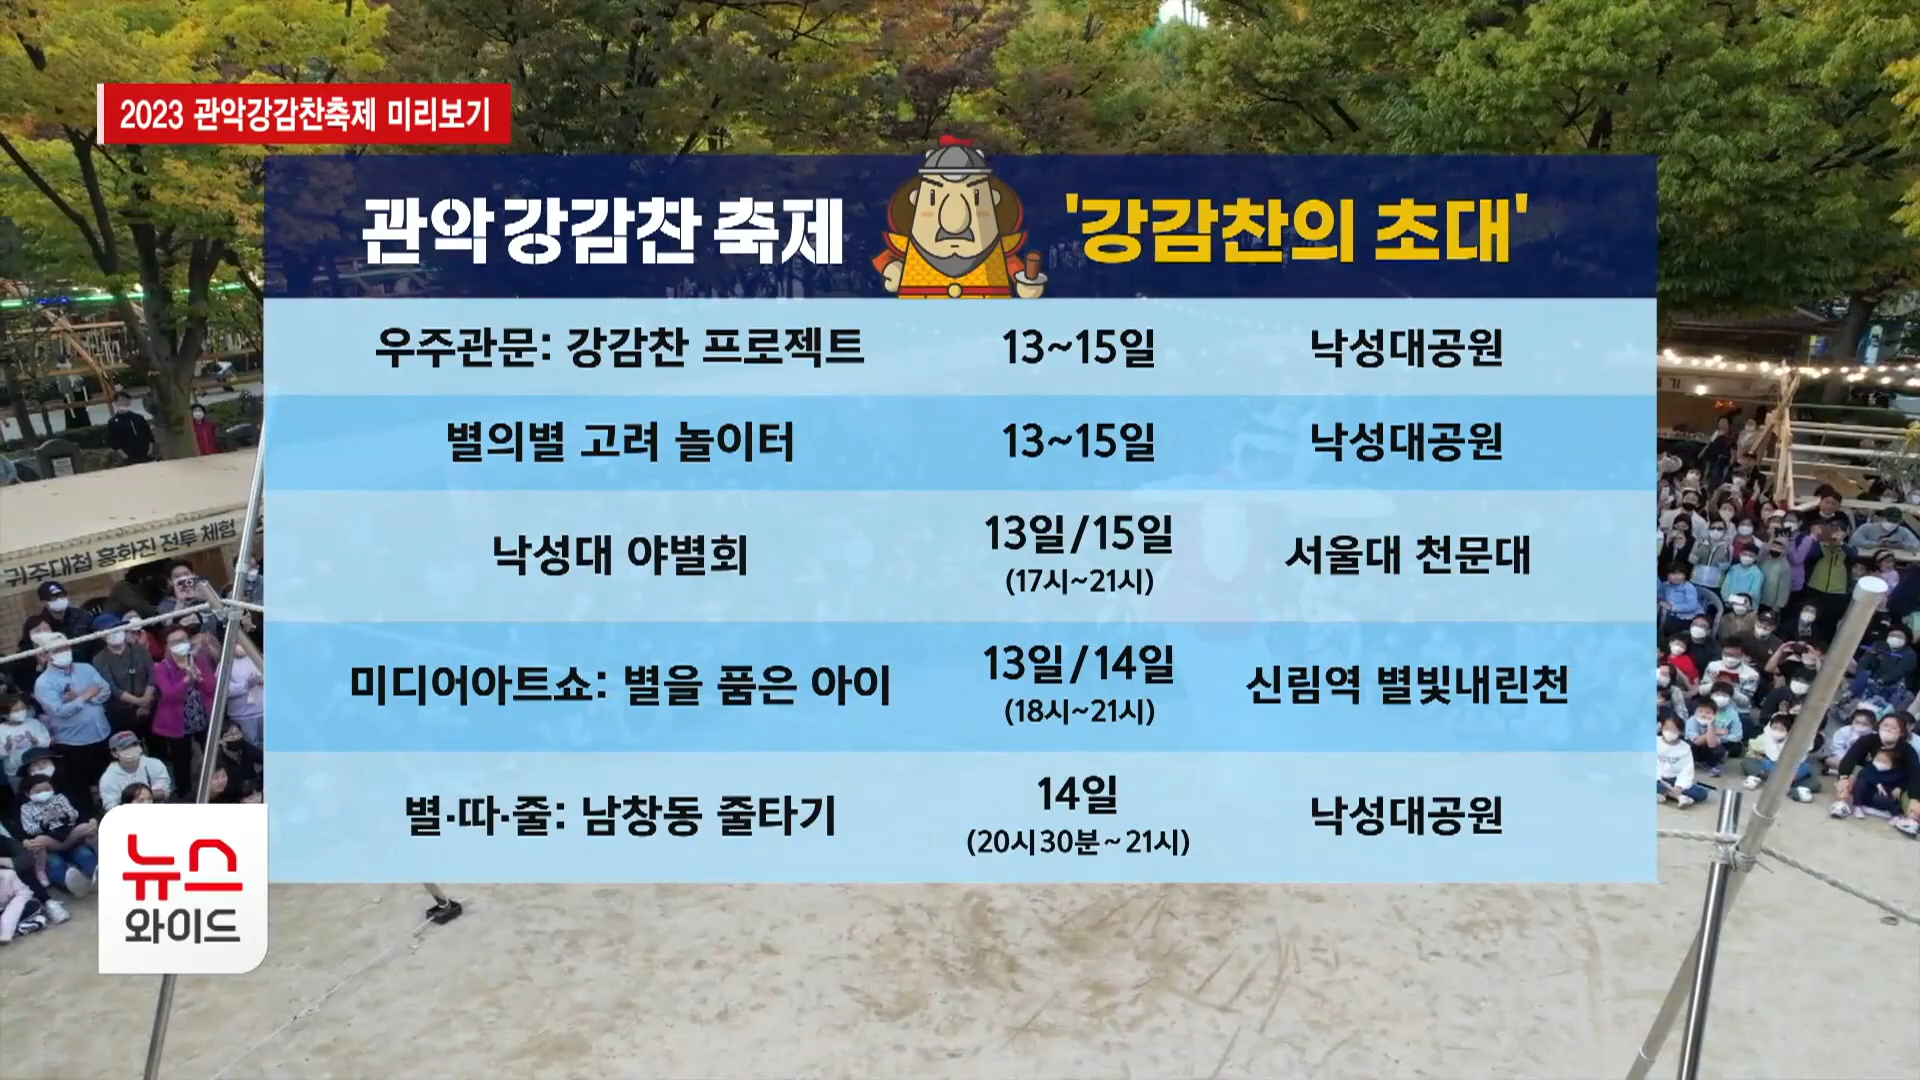 2023 관악강감찬축제 미리보기
관악강감찬 축제 '강감찬의 초대'
우주관문: 강감찬 프로젝트 13~15일 낙성대공원
별의별 고려 놀이터 13~15일 낙성대공원
낙성대 야별회 13일/15일 서울대 천문대
(17시~21시)
미디어아트쇼: 별을 품은 아이 13일/14일 신림역 별빛내린천
(18시~21시)
별·따·줄: 남창동 줄타기 14일 낙성대공원
(20시30분~21시)
귀주대첩 흥화진 전투 체험
뉴스
와이드